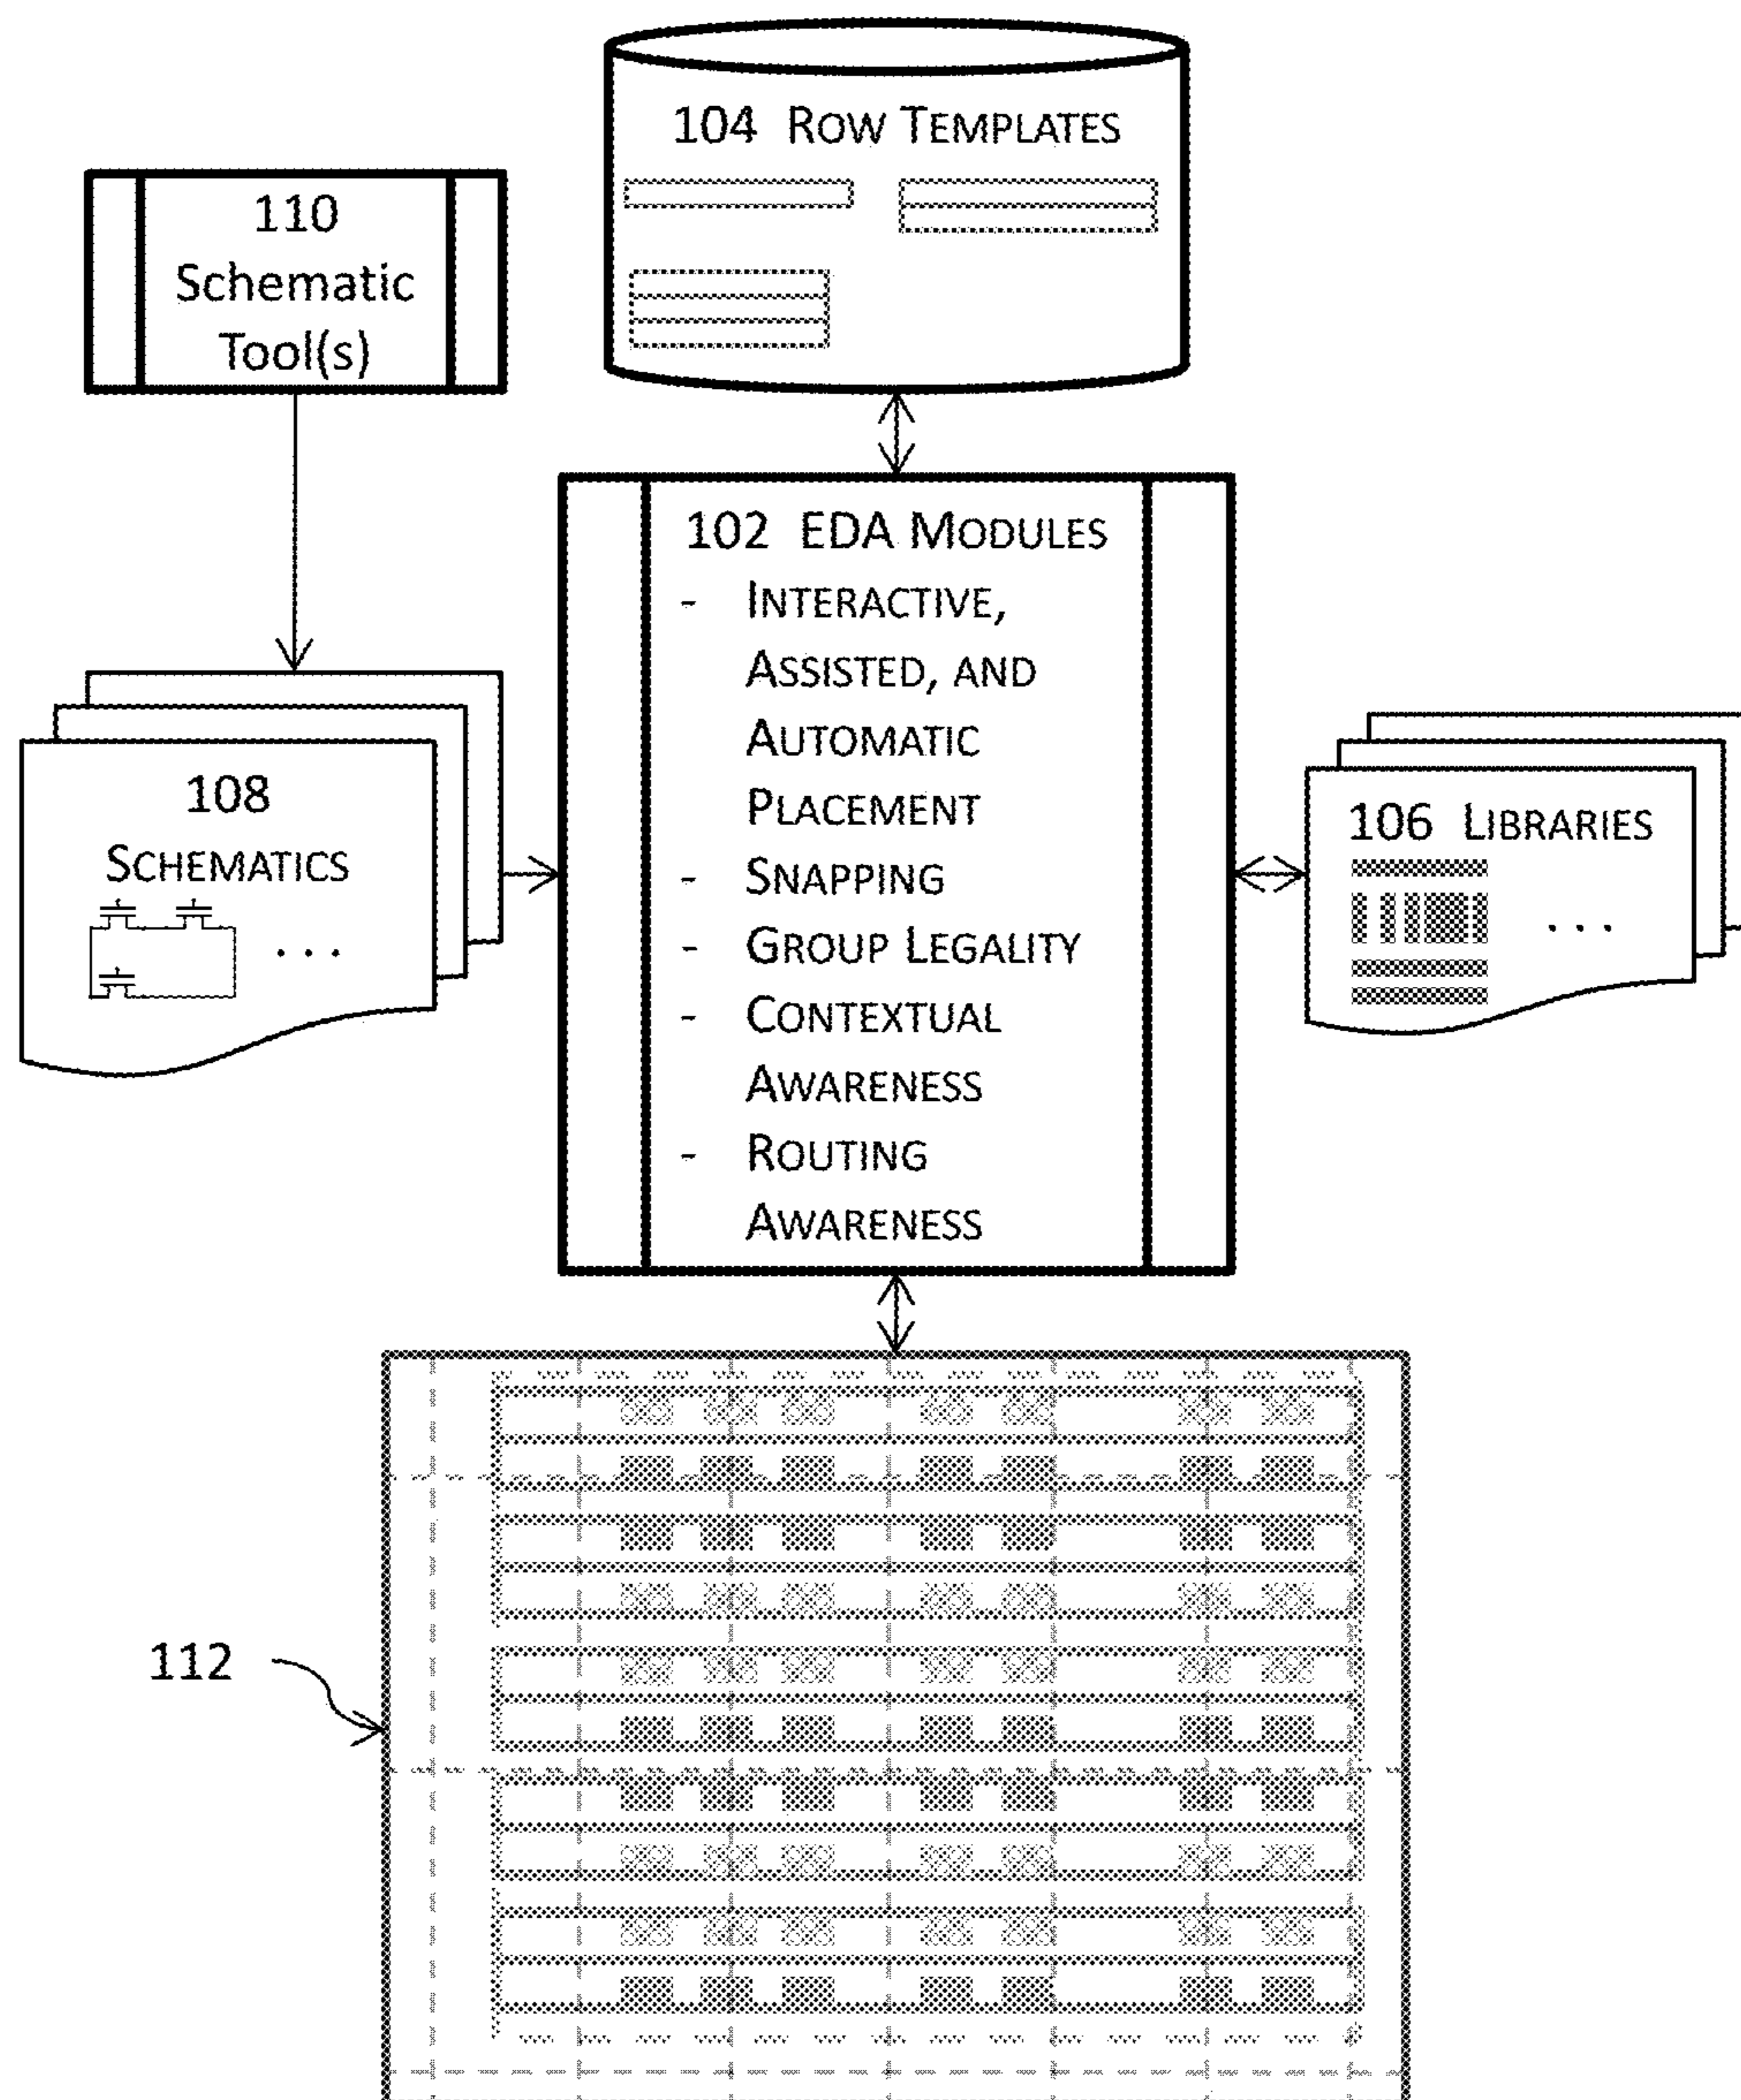 104 ROW TEMPLATES
110
Schematic
Tool(s)
102 EDA MODULES
- INTERACTIVE,
ASSISTED, AND
AUTOMATIC
PLACEMENT
- SNAPPING
- GROUP LEGALITY
- CONTEXTUAL
AWARENESS
- ROUTING
AWARENESS
108
SCHEMATICS
. . .
106 LIBRARIES
. . .
112